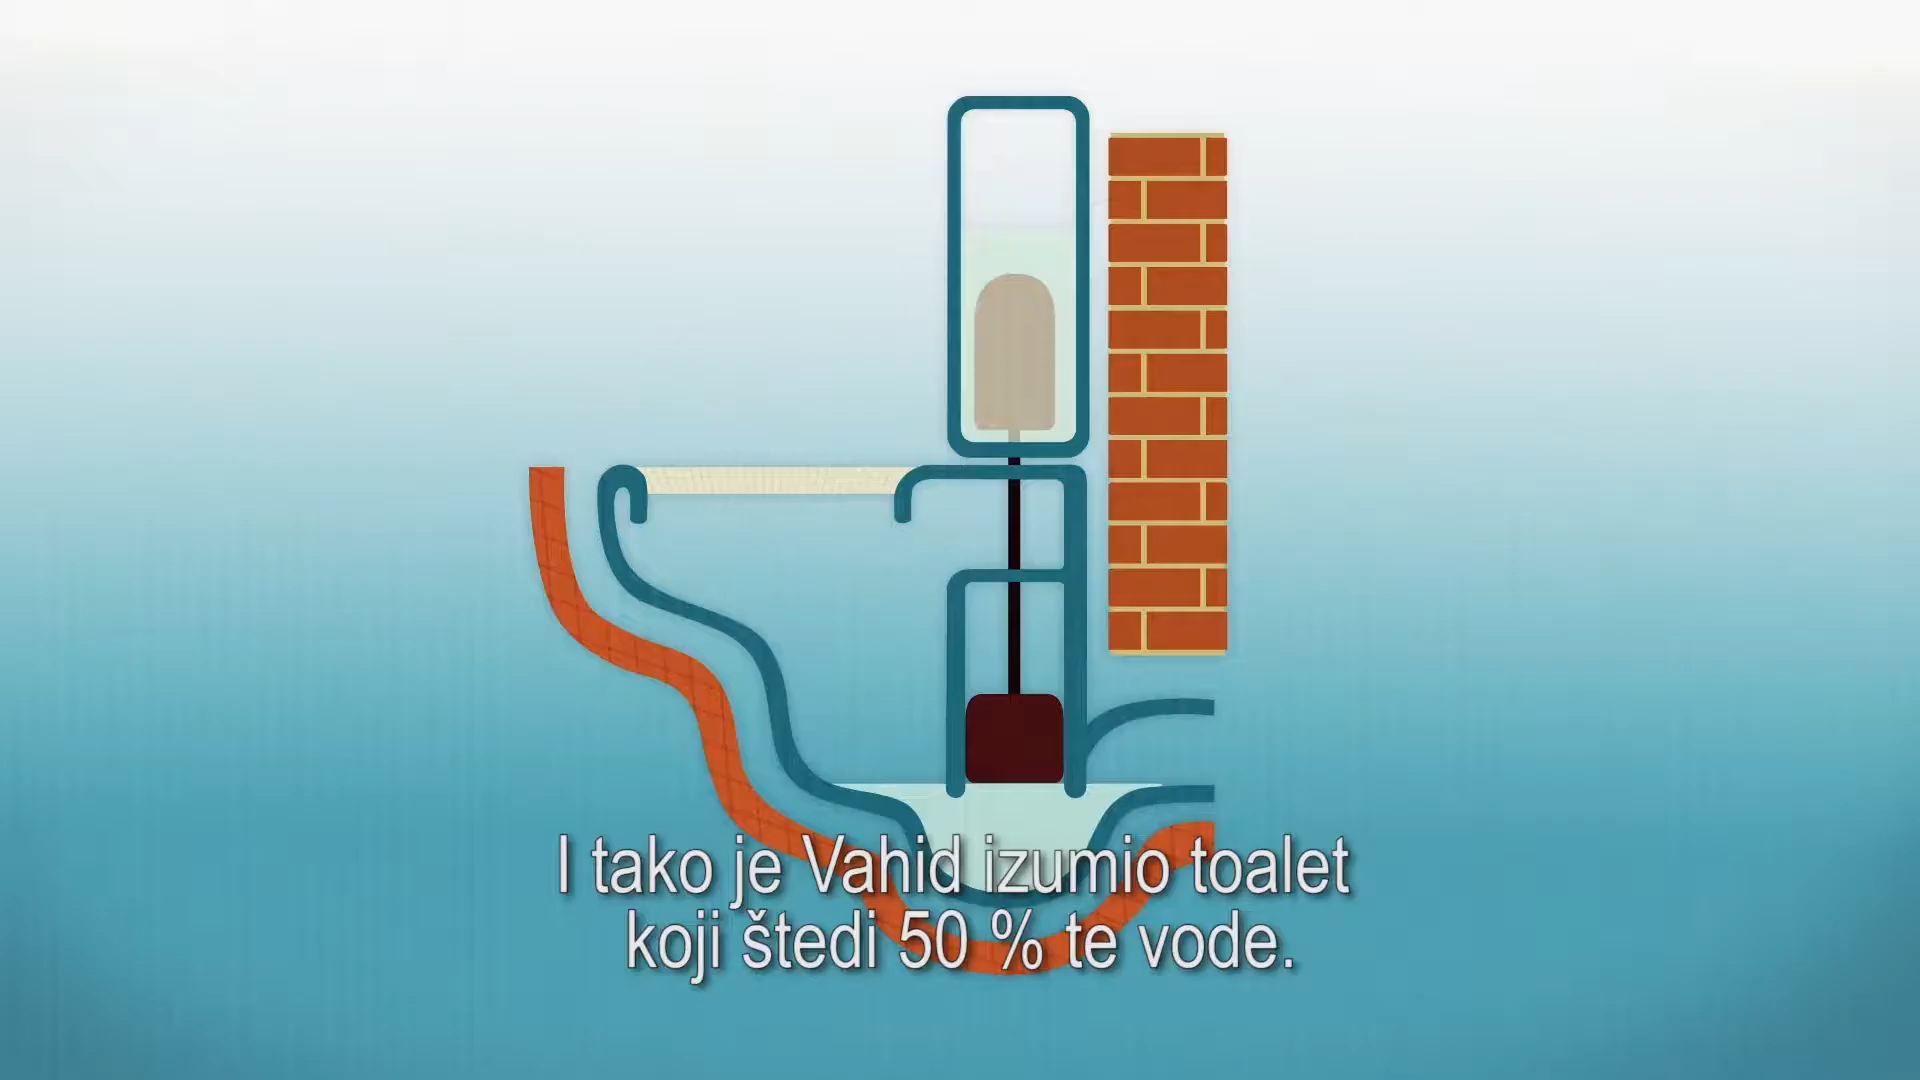 I tako je Vahid izumio toalet
koji štedi 50 % te vode.